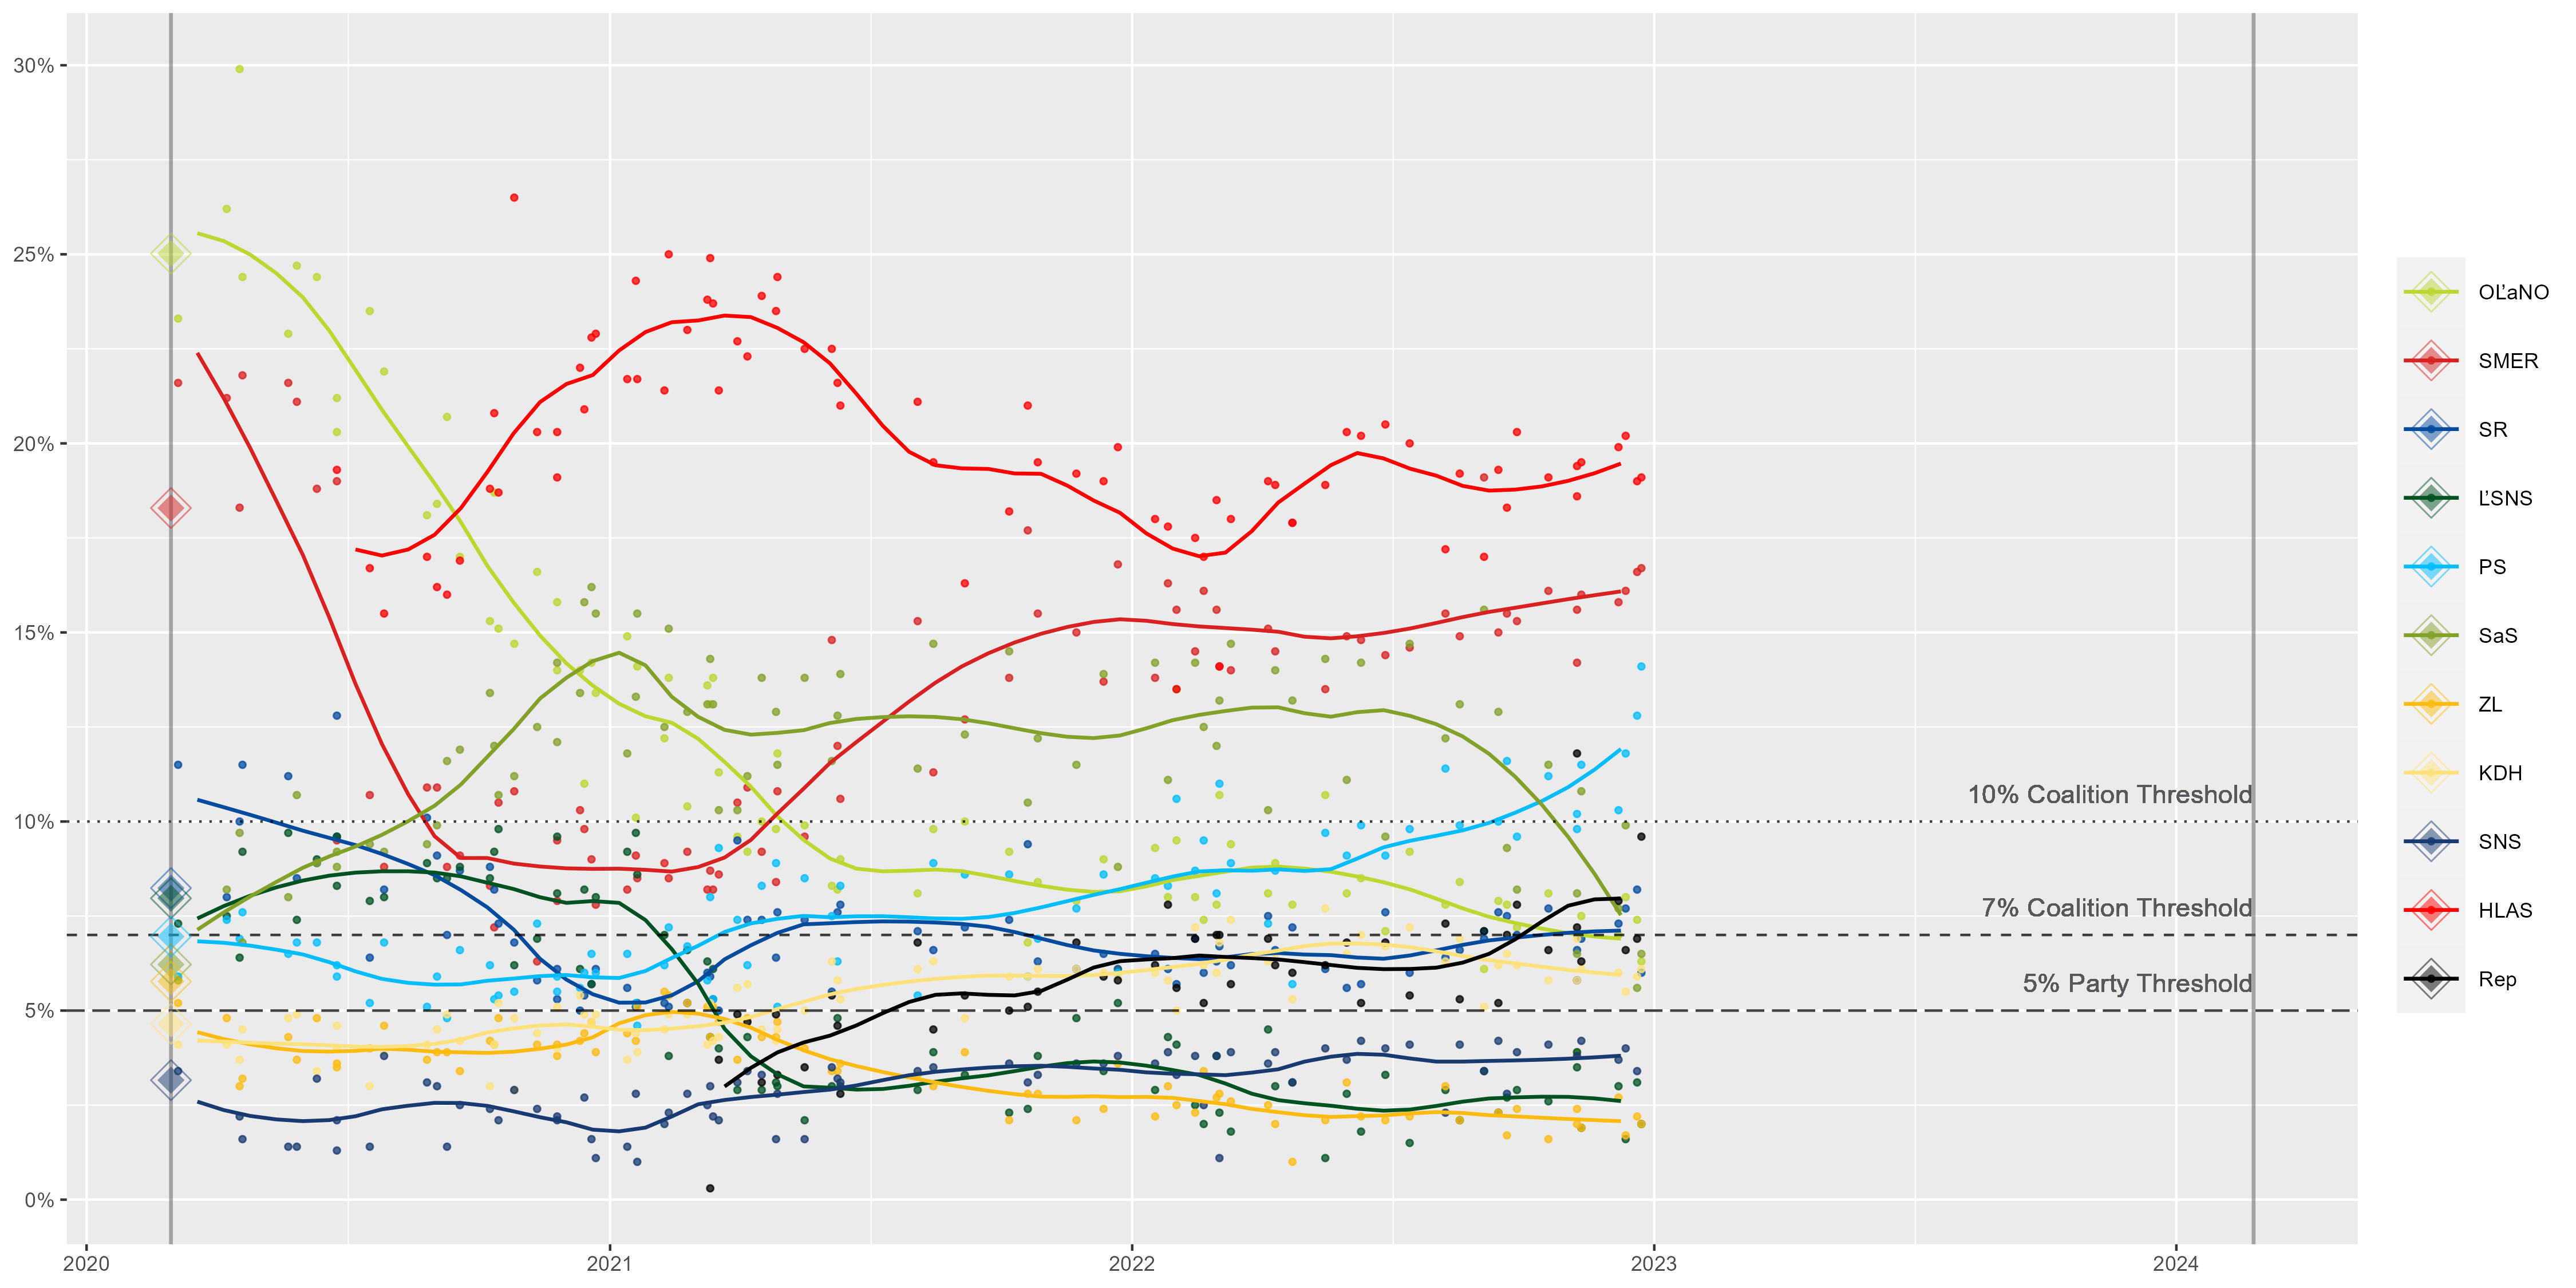 30%
25%
20%
15%
10%
5%
0%
10% Coalition Threshold
7% Coalition Threshold
5% Party Threshold
2020
2021
2022
2023
2024
OĽaNO
SMER
SR
ĽSNS
PS
SaS
ZL
KDH
SNS
HLAS
Rep